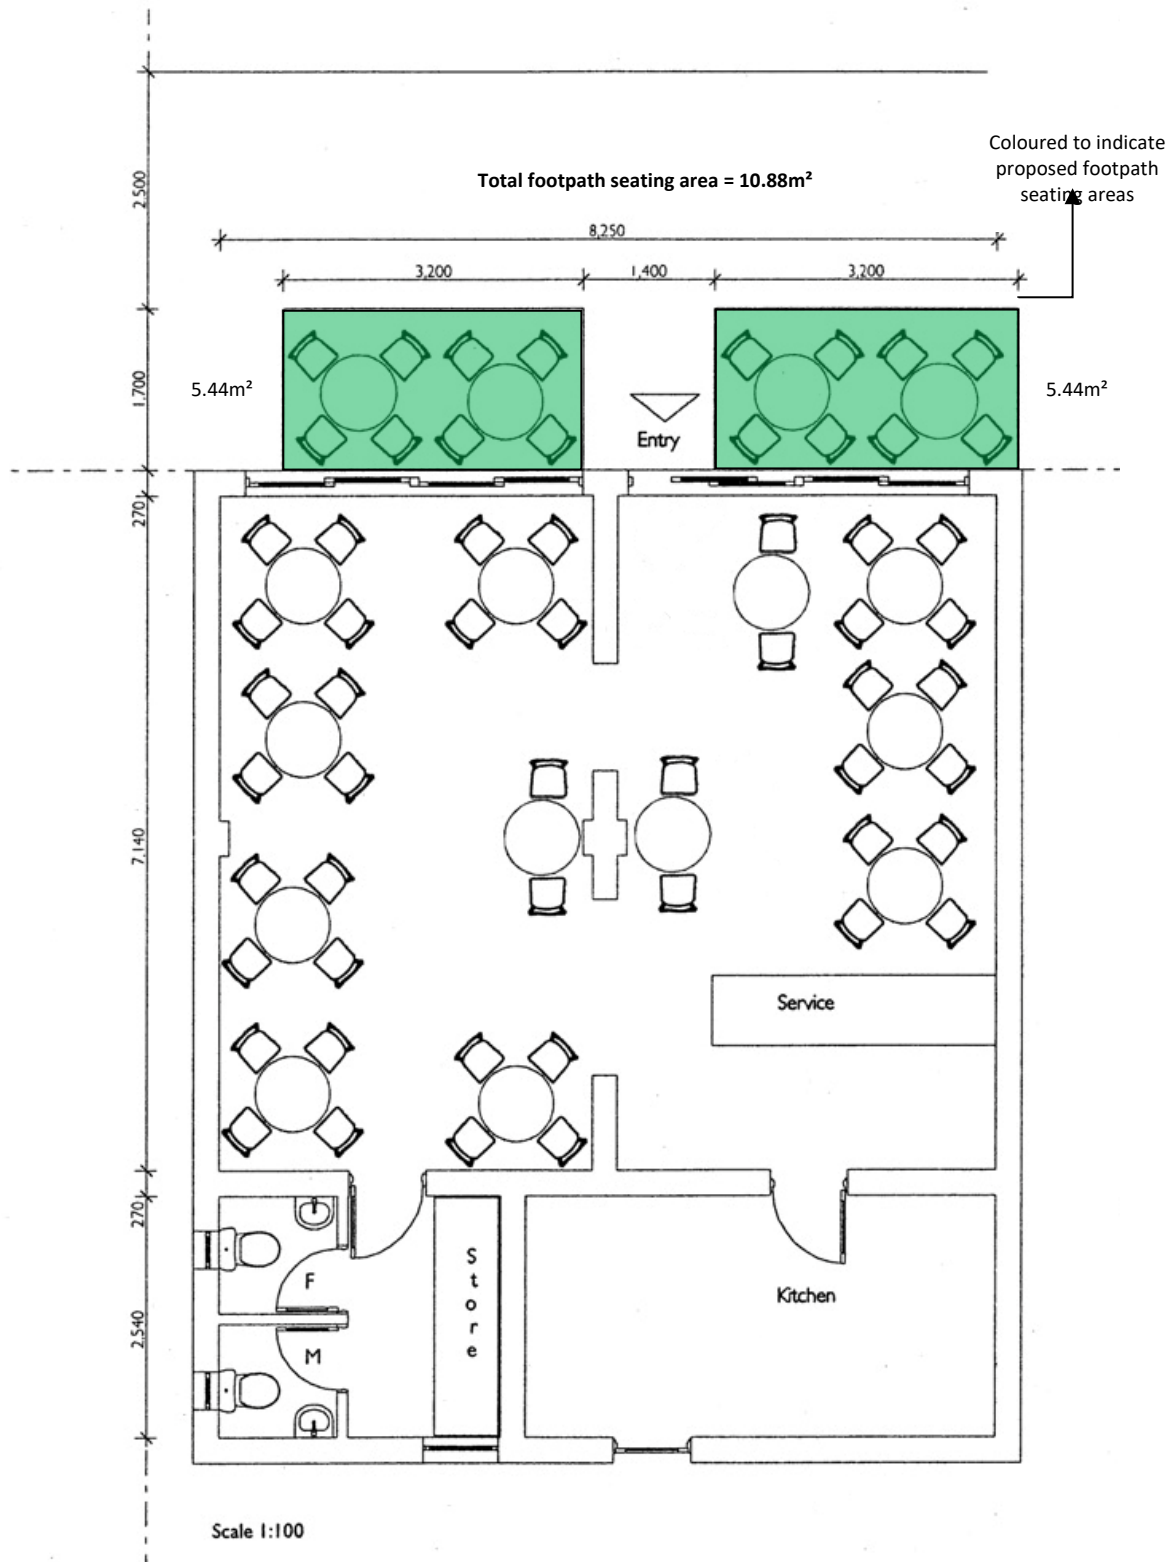 Coloured to indicate
proposed footpath
seating areas
Total footpath seating area = 10.88m²
2,500
8,250
3,200
1,400
3,200
1,700
5.44m²
5.44m²
Entry
270
7,140
Service
270
F
Store
Kitchen
2,540
M
Scale 1:100